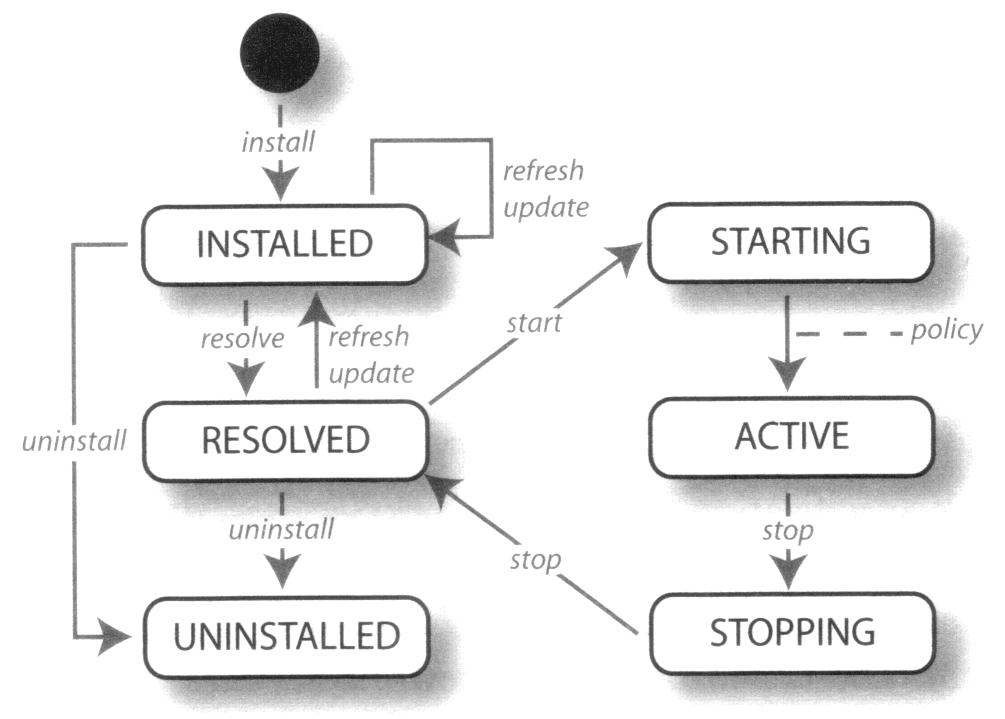 install
refresh
update
INSTALLED
STARTING
resolve
refresh
update
start
policy
uninstall
RESOLVED
ACTIVE
uninstall
stop
stop
UNINSTALLED
STOPPING